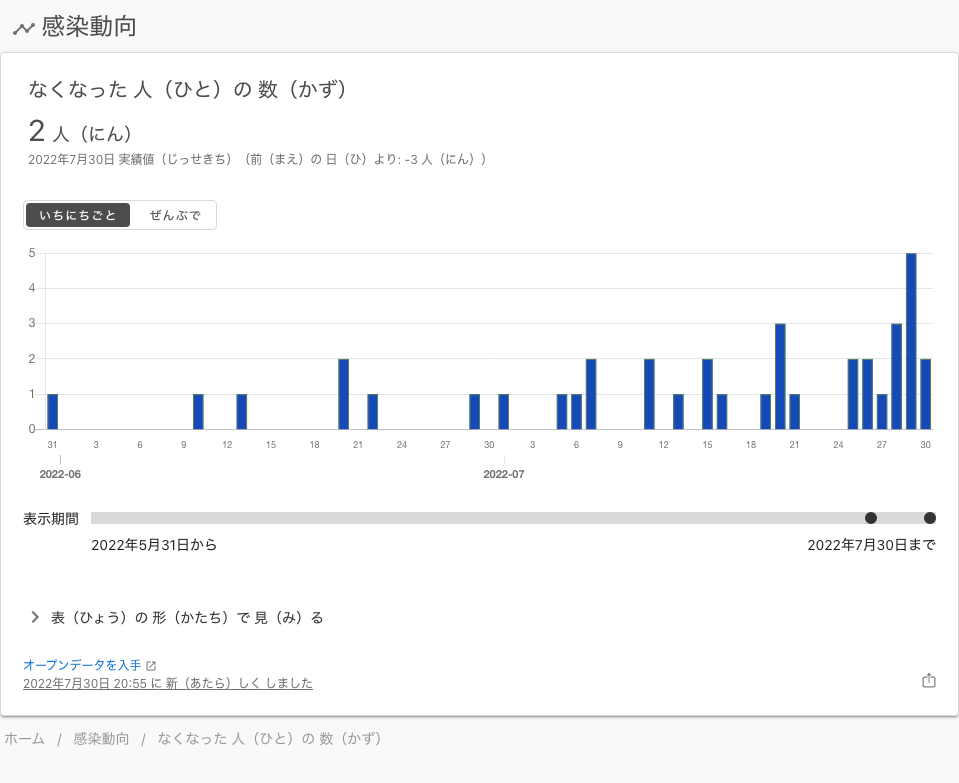 感染動向
なくなった 人（ひと）の 数（かず）
2 人（にん）
2022年7月30日 実績値（じっせきち）（前（まえ）の 日（ひ）より: -3 人（にん））
いちにちごと ぜんぶで
5
4
3
2
1
0
31 3 6 9 12 15 18 21 24 27 30 3 6 9 12 15 18 21 24 27 30
2022-06 2022-07
表示期間
2022年5月31日から 2022年7月30日まで
表（ひょう）の 形（かたち）で 見（み）る
オープンデータを入手
2022年7月30日 20:55 に 新（あたら）しく しました
ホーム / 感染動向 / なくなった 人（ひと）の 数（かず）